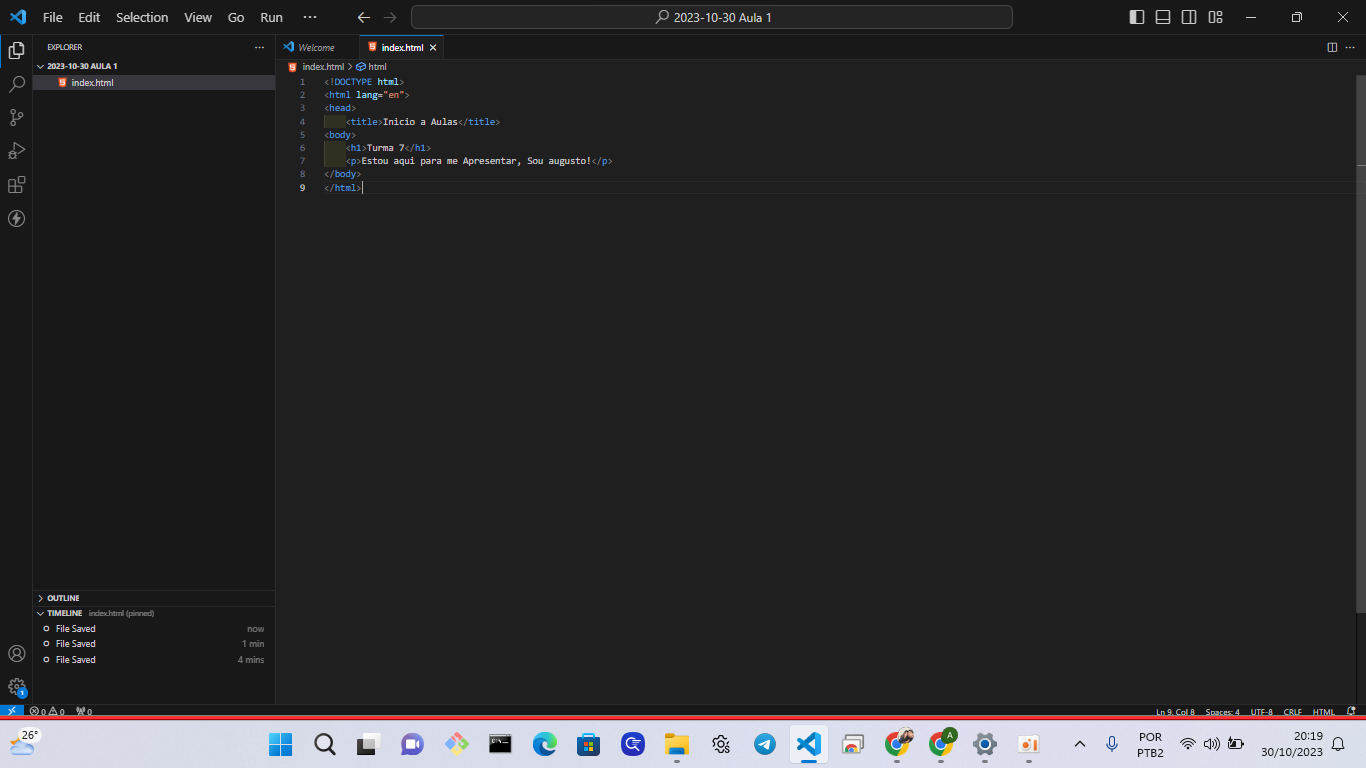 File Edit Selection View Go Run ···
2023-10-30 Aula 1
EXPLORER
Welcome
index.html
2023-10-30 AULA 1
index.html
index.html > html
1 <!DOCTYPE html>
2 <html lang="en">
3 <head>
4 <title>Inicio a Aulas</title>
5 <body>
6 <h1>Turma 7</h1>
7 <p>Estou aqui para me Apresentar, Sou augusto!</p>
8 </body>
9 </html>
OUTLINE
TIMELINE index.html (pinned)
File Saved now
File Saved 1 min
File Saved 4 mins
1
0 0 0
Ln 9, Col 8 Spaces: 4 UTF-8 CRLF HTML
26°
A
POR
PTB2
20:19
30/10/2023